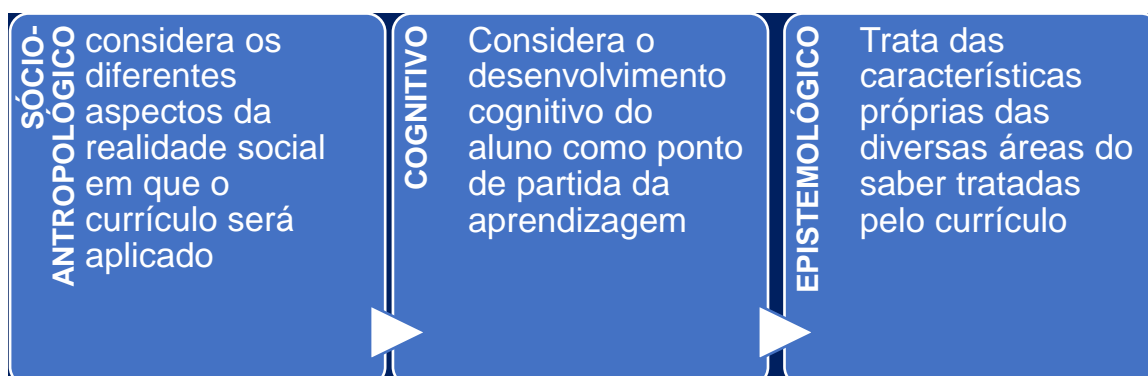 SÓCIO-
ANTROPOLÓGICO
considera os
diferentes
aspectos da
realidade social
em que o
currículo será
aplicado
COGNITIVO
Considera o
desenvolvimento
cognitivo do
aluno como ponto
de partida da
aprendizagem
EPISTEMOLÓGICO
Trata das
características
próprias das
diversas áreas do
saber tratadas
pelo currículo